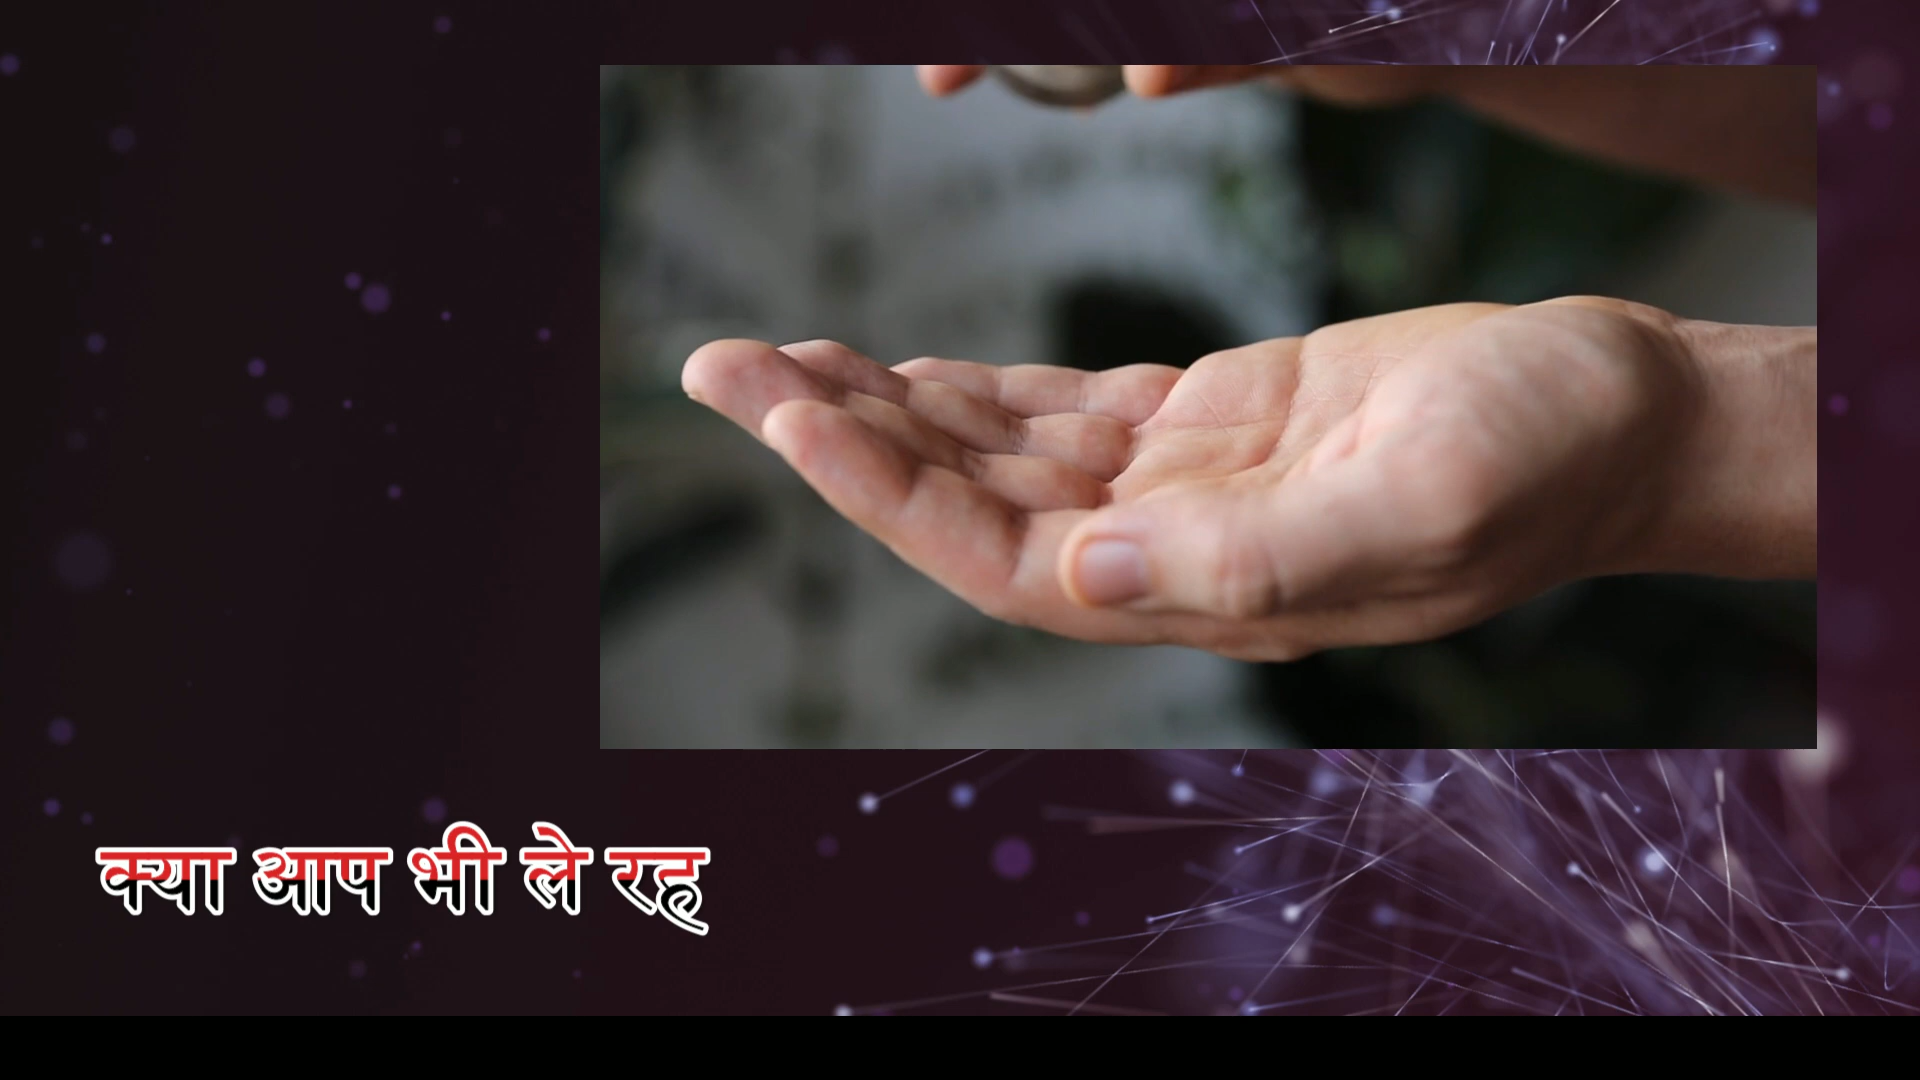 क्या आप भी ले रह